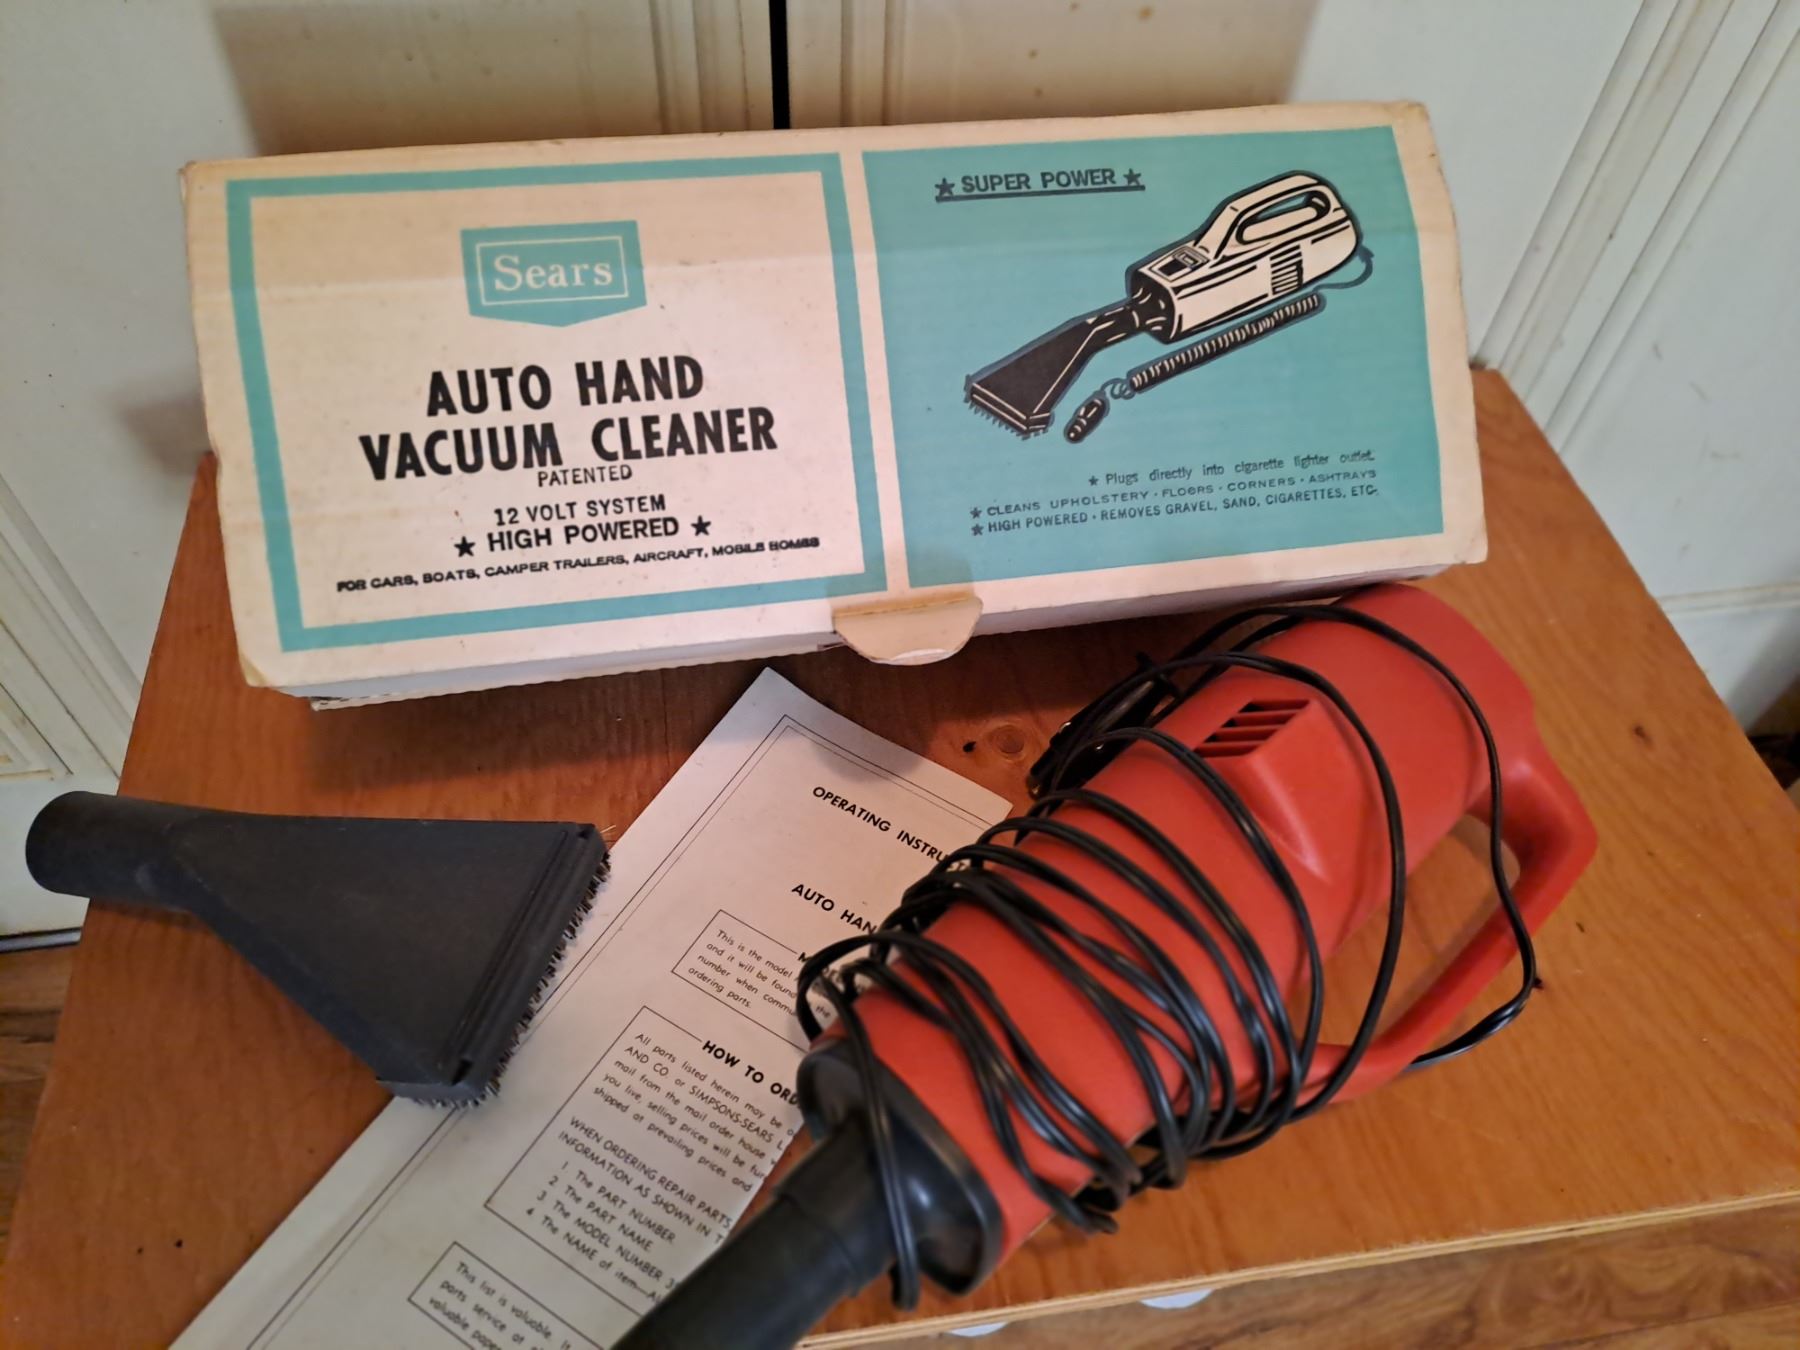 Sears
AUTO HAND
VACUUM CLEANER
PATENTED
12 VOLT SYSTEM
★ HIGH POWERED ★
FOR CARS, BOATS, CAMPER TRAILERS, AIRCRAFT, MOBILE HOMES
★ SUPER POWER ★
★ Plugs directly into cigarette lighter outlet.
★ CLEANS UPHOLSTERY • FLOORS • CORNERS • ASHTRAYS
★ HIGH POWERED • REMOVES GRAVEL, SAND, CIGARETTES, ETC.
OPERATING INSTRUCT
AUTO HAN
This is the model
and it will be found
number when commu
ordering parts.
the
HOW TO ORD
All parts listed herein may be o
AND CO. or SIMPSONS-SEARS L
mail from the mail order house
you live, selling prices will be fur
shipped at prevailing prices and
WHEN ORDERING REPAIR PARTS,
INFORMATION AS SHOWN IN T
1. The PART NUMBER.
2. The PART NAME.
3. The MODEL NUMBER 3
4. The NAME of item—
This list is valuable. It
parts service
valuable